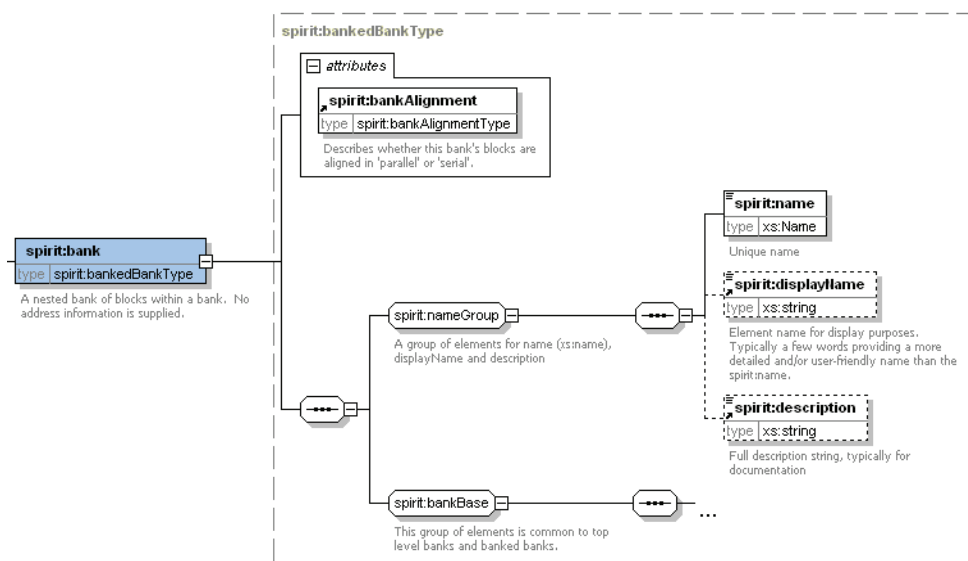 spirit:bankedBankType
attributes
spirit:bankAlignment
type spirit:bankAlignmentType
Describes whether this bank's blocks are
aligned in 'parallel' or 'serial'.
spirit:bank
type spirit:bankedBankType
A nested bank of blocks within a bank. No
address information is supplied.
spirit:name
type xs:Name
Unique name
spirit:displayName
type xs:string
Element name for display purposes.
Typically a few words providing a more
detailed and/or user-friendly name than the
spirit:name.
spirit:nameGroup
A group of elements for name (xs:name),
displayName and description
spirit:description
type xs:string
Full description string, typically for
documentation
spirit:bankBase
This group of elements is common to top
level banks and banked banks.
...